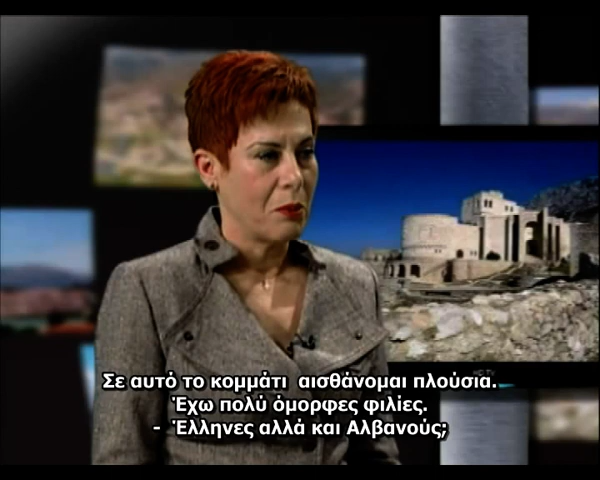 Σε αυτό το κομμάτι αισθάνομαι πλούσια.
Έχω πολύ όμορφες φιλίες.
- Έλληνες αλλά και Αλβανούς;